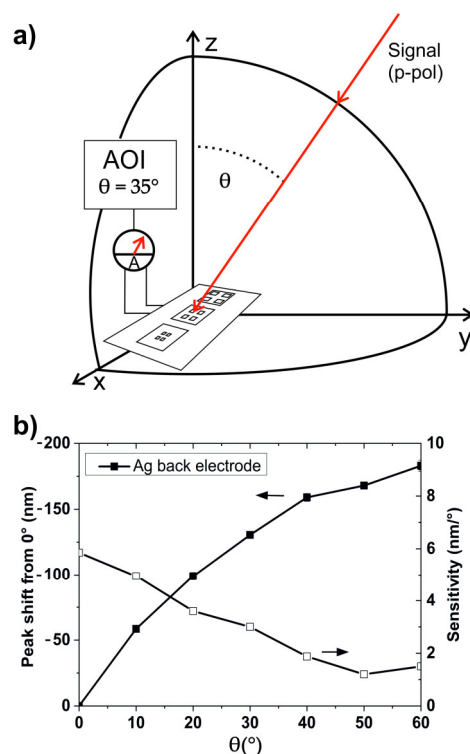 a)
z
Signal
(p-pol)
AOI
θ = 35°
θ
A
y
x
b)
-200
-150
-100
-50
0
Peak shift from 0° (nm)
Ag back electrode
10
8
6
4
2
0
Sensitivity (nm/°)
0 10 20 30 40 50 60
θ(°)